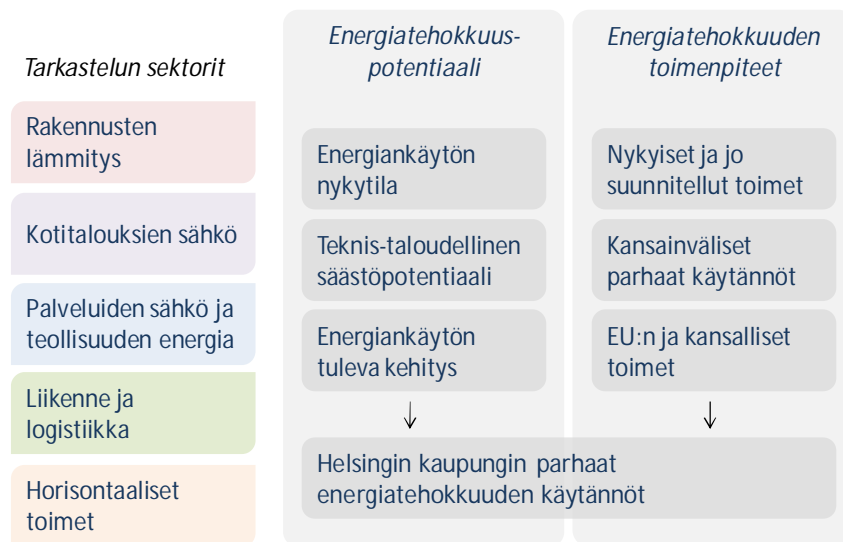 Tarkastelun sektorit
Rakennusten
lämmitys
Kotitalouksien sähkö
Palveluiden sähkö ja
teollisuuden energia
Liikenne ja
logistiikka
Horisontaaliset
toimet
Energiatehokkuus-
potentiaali
Energiankäytön
nykytila
Teknis-taloudellinen
säästöpotentiaali
Energiankäytön
tuleva kehitys
Energiatehokkuuden
toimenpiteet
Nykyiset ja jo
suunnitellut toimet
Kansainväliset
parhaat käytännöt
EU:n ja kansalliset
toimet
Helsingin kaupungin parhaat
energiatehokkuuden käytännöt